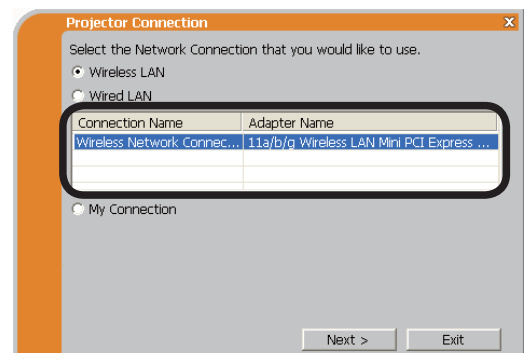 Projector Connection X
Select the Network Connection that you would like to use.
Wireless LAN
Wired LAN
Connection Name Adapter Name
Wireless Network Connec... 11a/b/g Wireless LAN Mini PCI Express ...
My Connection
Next > Exit